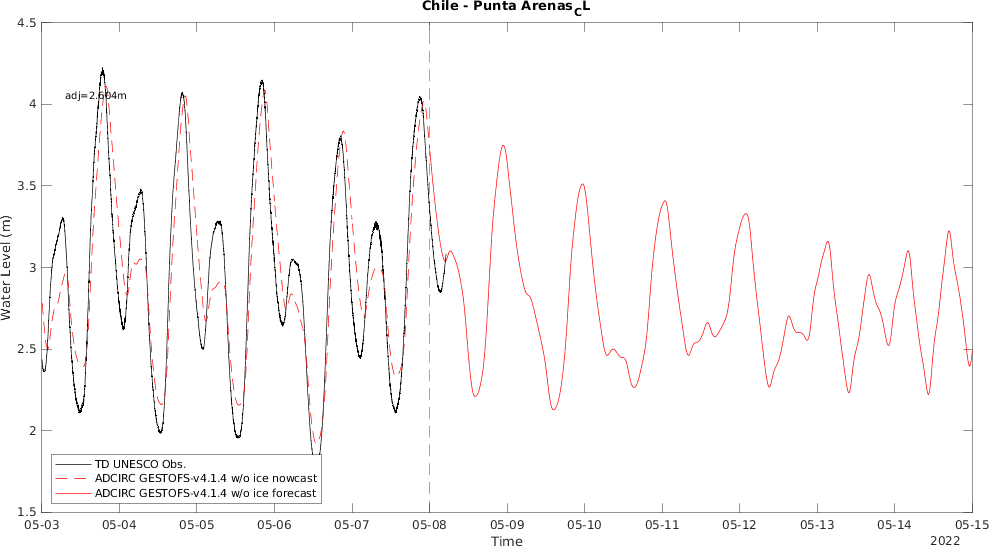 Chile - Punta Arenas_CL
4.5
4
3.5
3
2.5
2
1.5
Water Level (m)
adj=2.604m
TD UNESCO Obs.
ADCIRC GESTOFS-v4.1.4 w/o ice nowcast
ADCIRC GESTOFS-v4.1.4 w/o ice forecast
05-03 05-04 05-05 05-06 05-07 05-08 05-09 05-10 05-11 05-12 05-13 05-14 05-15
Time
2022